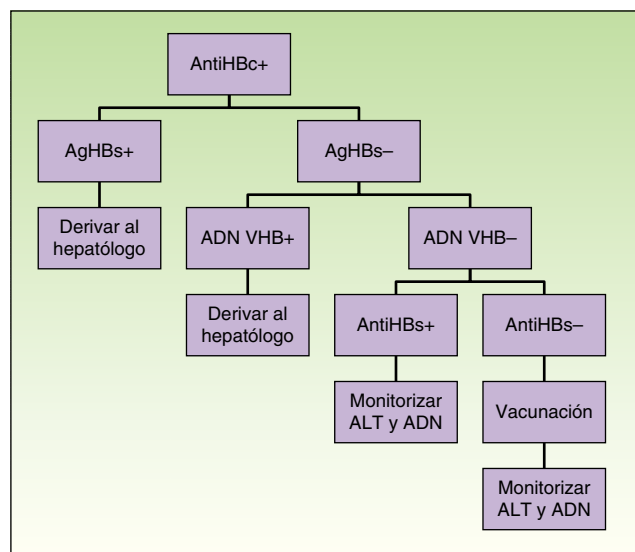 AntiHBc+
AgHBs+
AgHBs–
Derivar al
hepatólogo
ADN VHB+
ADN VHB–
Derivar al
hepatólogo
AntiHBs+
AntiHBs–
Monitorizar
ALT y ADN
Vacunación
Monitorizar
ALT y ADN